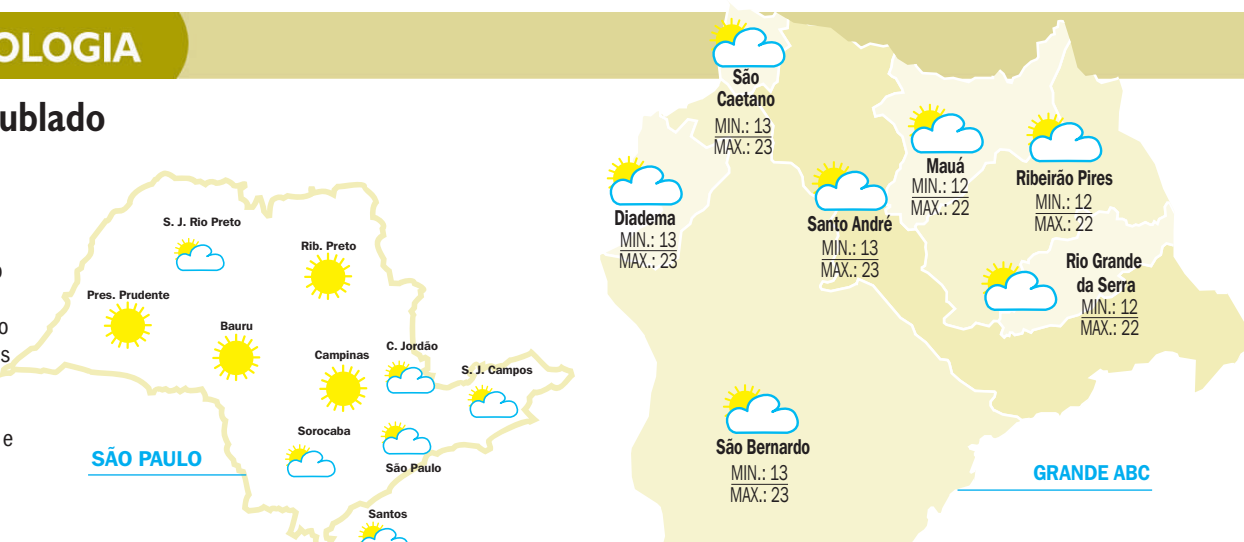 OLOGIA
ublado
o
o
s
e
S. J. Rio Preto
Rib. Preto
Pres. Prudente
Bauru
Campinas
C. Jordão
S. J. Campos
Sorocaba
São Paulo
Santos
SÃO PAULO
São
Caetano
MIN.: 13
MAX.: 23
Diadema
MIN.: 13
MAX.: 23
Santo André
MIN.: 13
MAX.: 23
Mauá
MIN.: 12
MAX.: 22
Ribeirão Pires
MIN.: 12
MAX.: 22
Rio Grande
da Serra
MIN.: 12
MAX.: 22
São Bernardo
MIN.: 13
MAX.: 23
GRANDE ABC